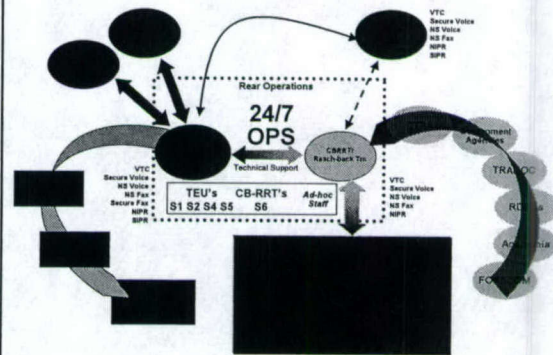 VTC
Secure Voice
NS Voice
NS Fax
NIPR
SIPR
Rear Operations
24/7
OPS
CBRRT/
Reach-back Tm
Technical Support
Agencies
TRADOC
VTC
Secure Voice
NS Voice
NS Fax
Secure Fax
NIPR
SIPR
TEU's CB-RRT's Ad-hoc
Staff
S1 S2 S4 S5 S6
VTC
Secure Voice
NS Voice
NS Fax
NIPR
SIPR